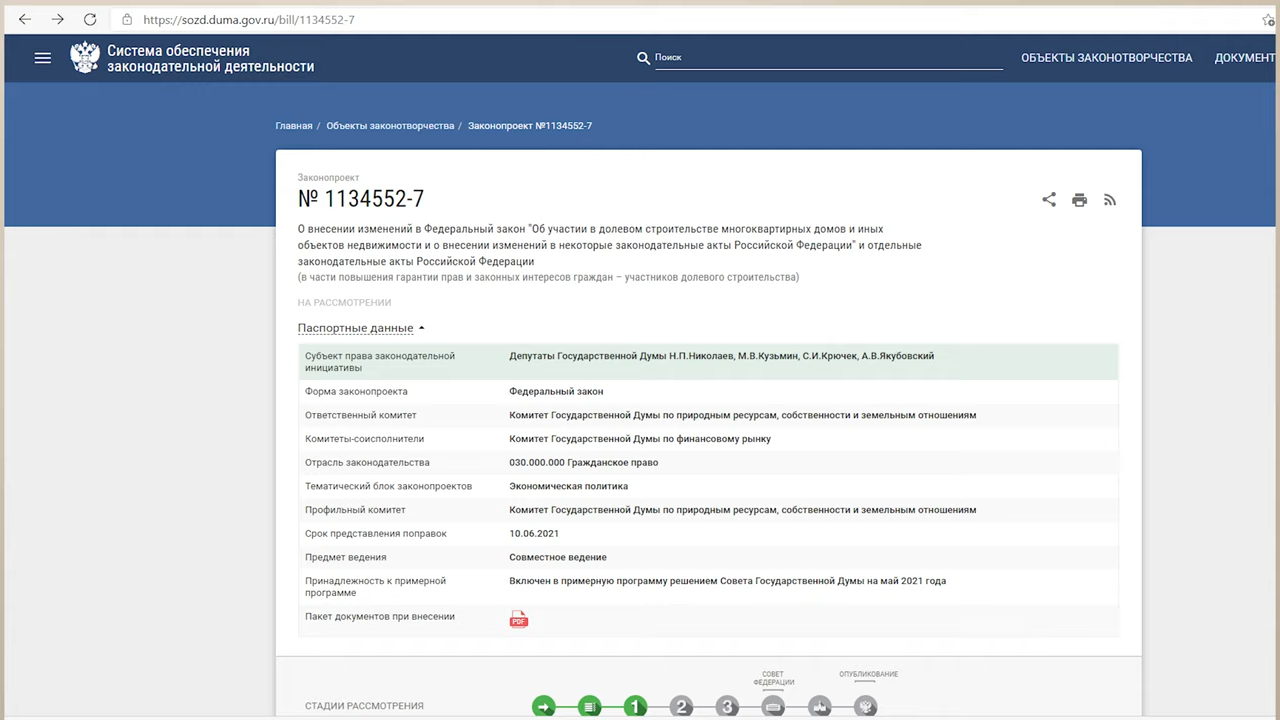 https://sozd.duma.gov.ru/bill/1134552-7
Система обеспечения
законодательной деятельности
Поиск
ОБЪЕКТЫ ЗАКОНОТВОРЧЕСТВА
ДОКУМЕНТ
Главная / Объекты законотворчества / Законопроект №1134552-7
Законопроект
№ 1134552-7
О внесении изменений в Федеральный закон "Об участии в долевом строительстве многоквартирных домов и иных
объектов недвижимости и о внесении изменений в некоторые законодательные акты Российской Федерации" и отдельные
законодательные акты Российской Федерации
(в части повышения гарантии прав и законных интересов граждан – участников долевого строительства)
НА РАССМОТРЕНИИ
Паспортные данные
Субъект права законодательной
инициативы
Депутаты Государственной Думы Н.П.Николаев, М.В.Кузьмин, С.И.Крючек, А.В.Якубовский
Форма законопроекта
Федеральный закон
Ответственный комитет
Комитет Государственной Думы по природным ресурсам, собственности и земельным отношениям
Комитеты-соисполнители
Комитет Государственной Думы по финансовому рынку
Отрасль законодательства
030.000.000 Гражданское право
Тематический блок законопроектов
Экономическая политика
Профильный комитет
Комитет Государственной Думы по природным ресурсам, собственности и земельным отношениям
Срок представления поправок
10.06.2021
Предмет ведения
Совместное ведение
Принадлежность к примерной
программе
Включен в примерную программу решением Совета Государственной Думы на май 2021 года
Пакет документов при внесении
PDF
СОВЕТ
ФЕДЕРАЦИИ
ОПУБЛИКОВАНИЕ
СТАДИИ РАССМОТРЕНИЯ
1 2 3